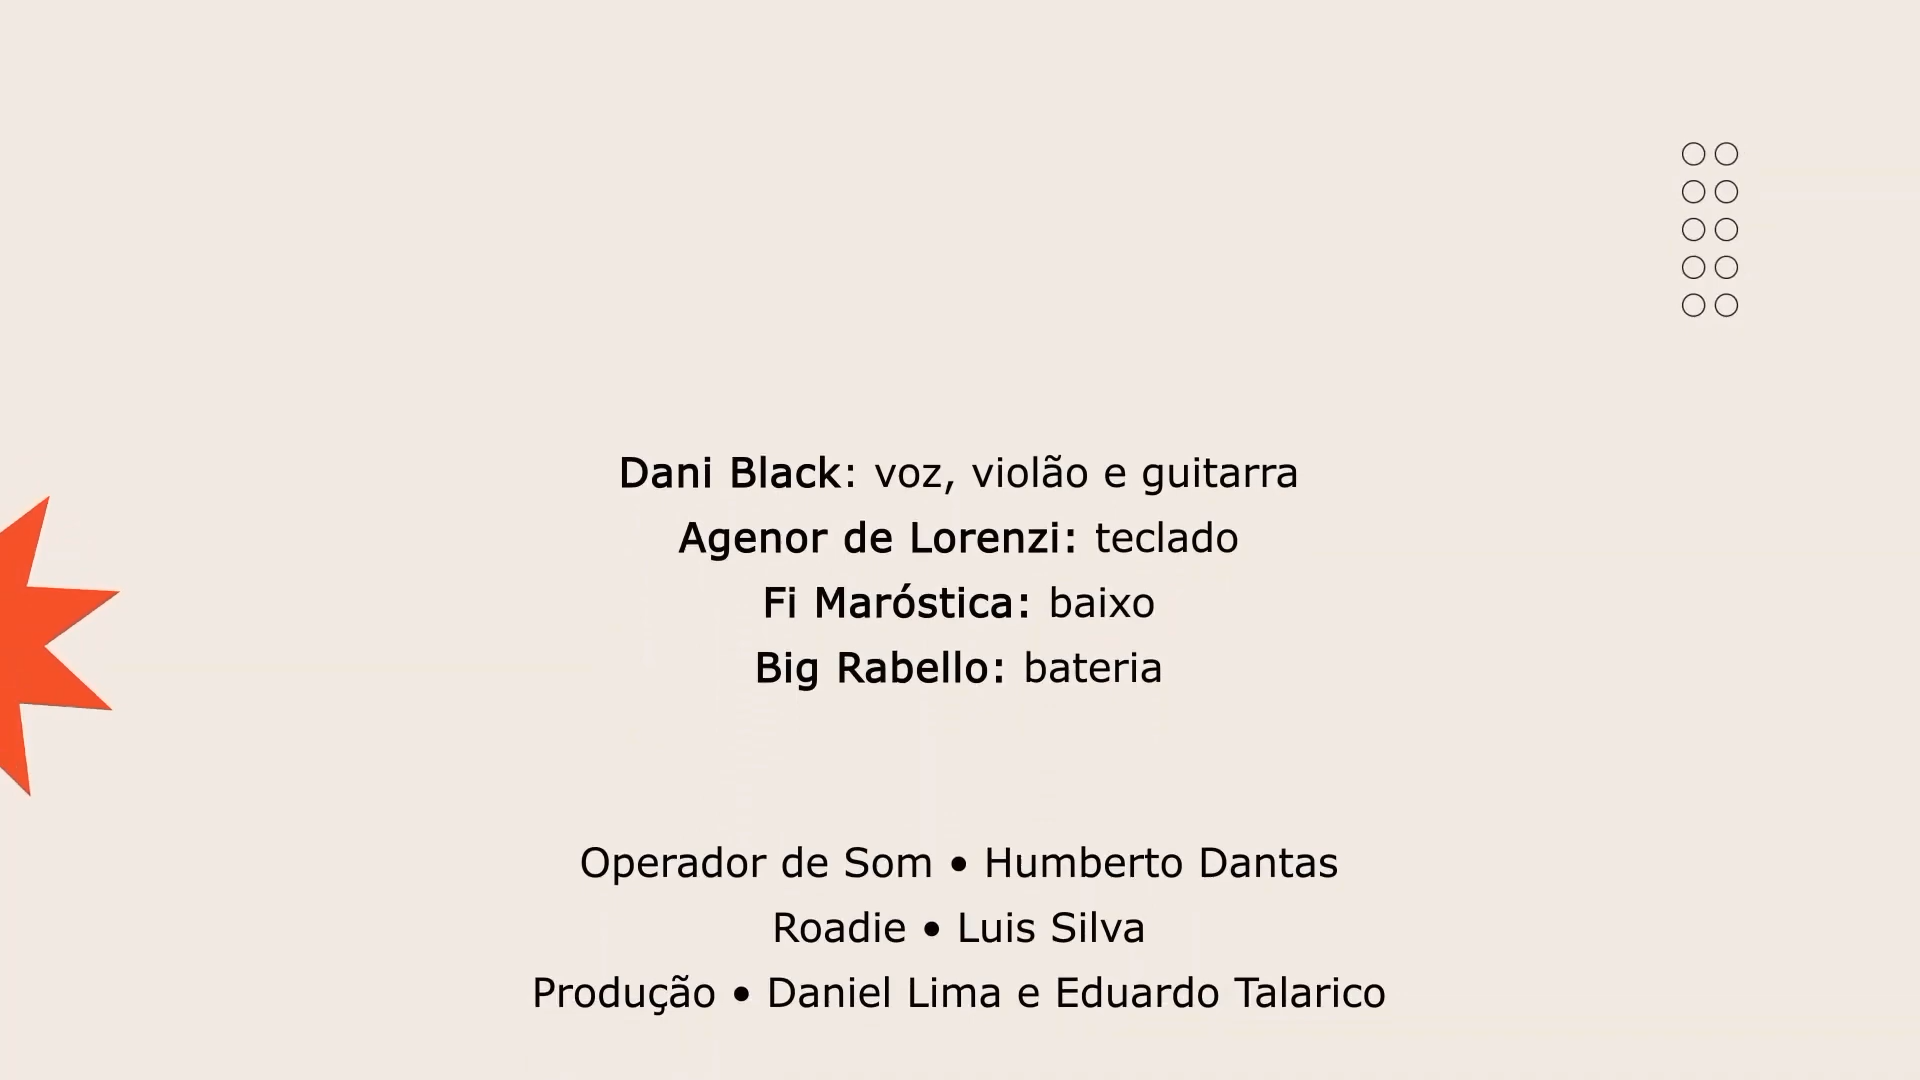 Dani Black: voz, violão e guitarra
Agenor de Lorenzi: teclado
Fi Maróstica: baixo
Big Rabello: bateria
Operador de Som • Humberto Dantas
Roadie • Luis Silva
Produção • Daniel Lima e Eduardo Talarico